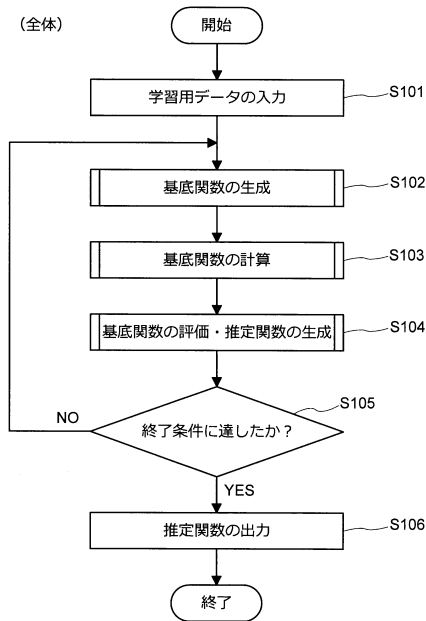 （全体）
開始
学習用データの入力
S101
基底関数の生成
S102
基底関数の計算
S103
基底関数の評価・推定関数の生成
S104
S105
終了条件に達したか？
NO
YES
推定関数の出力
S106
終了